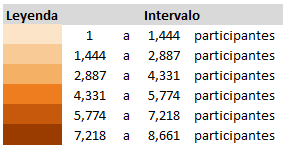 Leyenda Intervalo
1 a 1,444 participantes
1,444 a 2,887 participantes
2,887 a 4,331 participantes
4,331 a 5,774 participantes
5,774 a 7,218 participantes
7,218 a 8,661 participantes